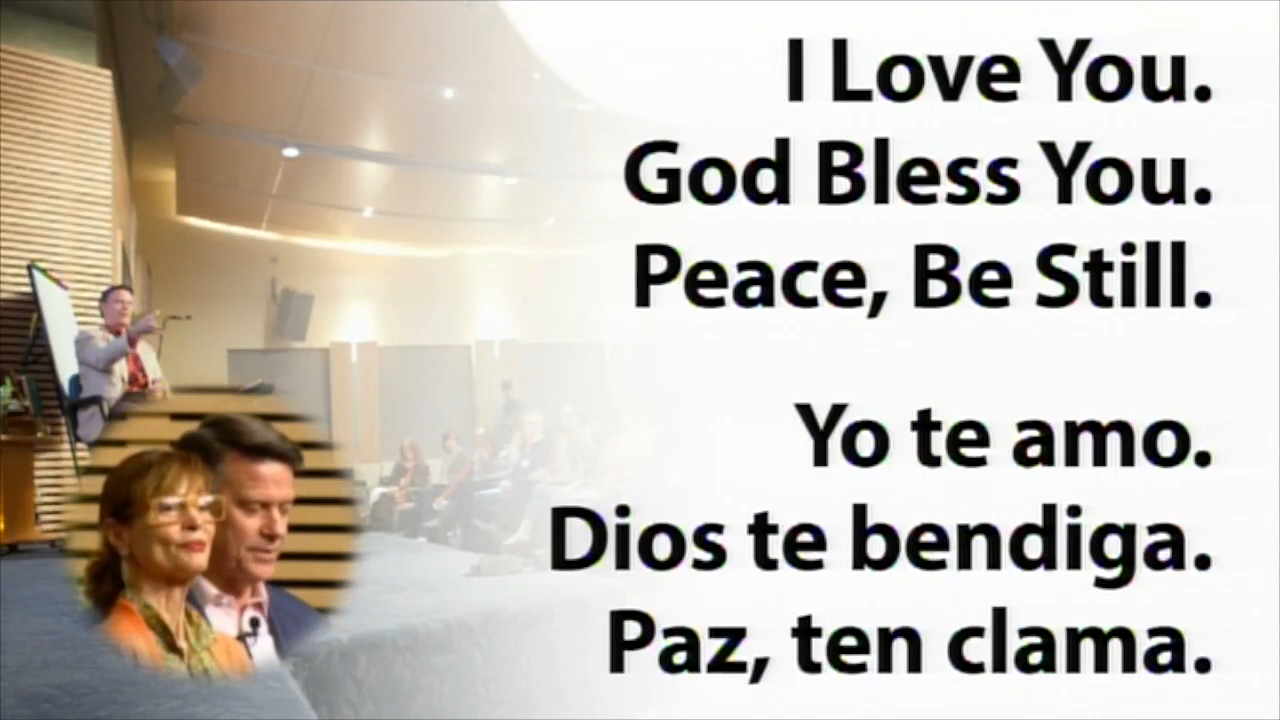 I Love You.
God Bless You.
Peace, Be Still.
Yo te amo.
Dios te bendiga.
Paz, ten clama.